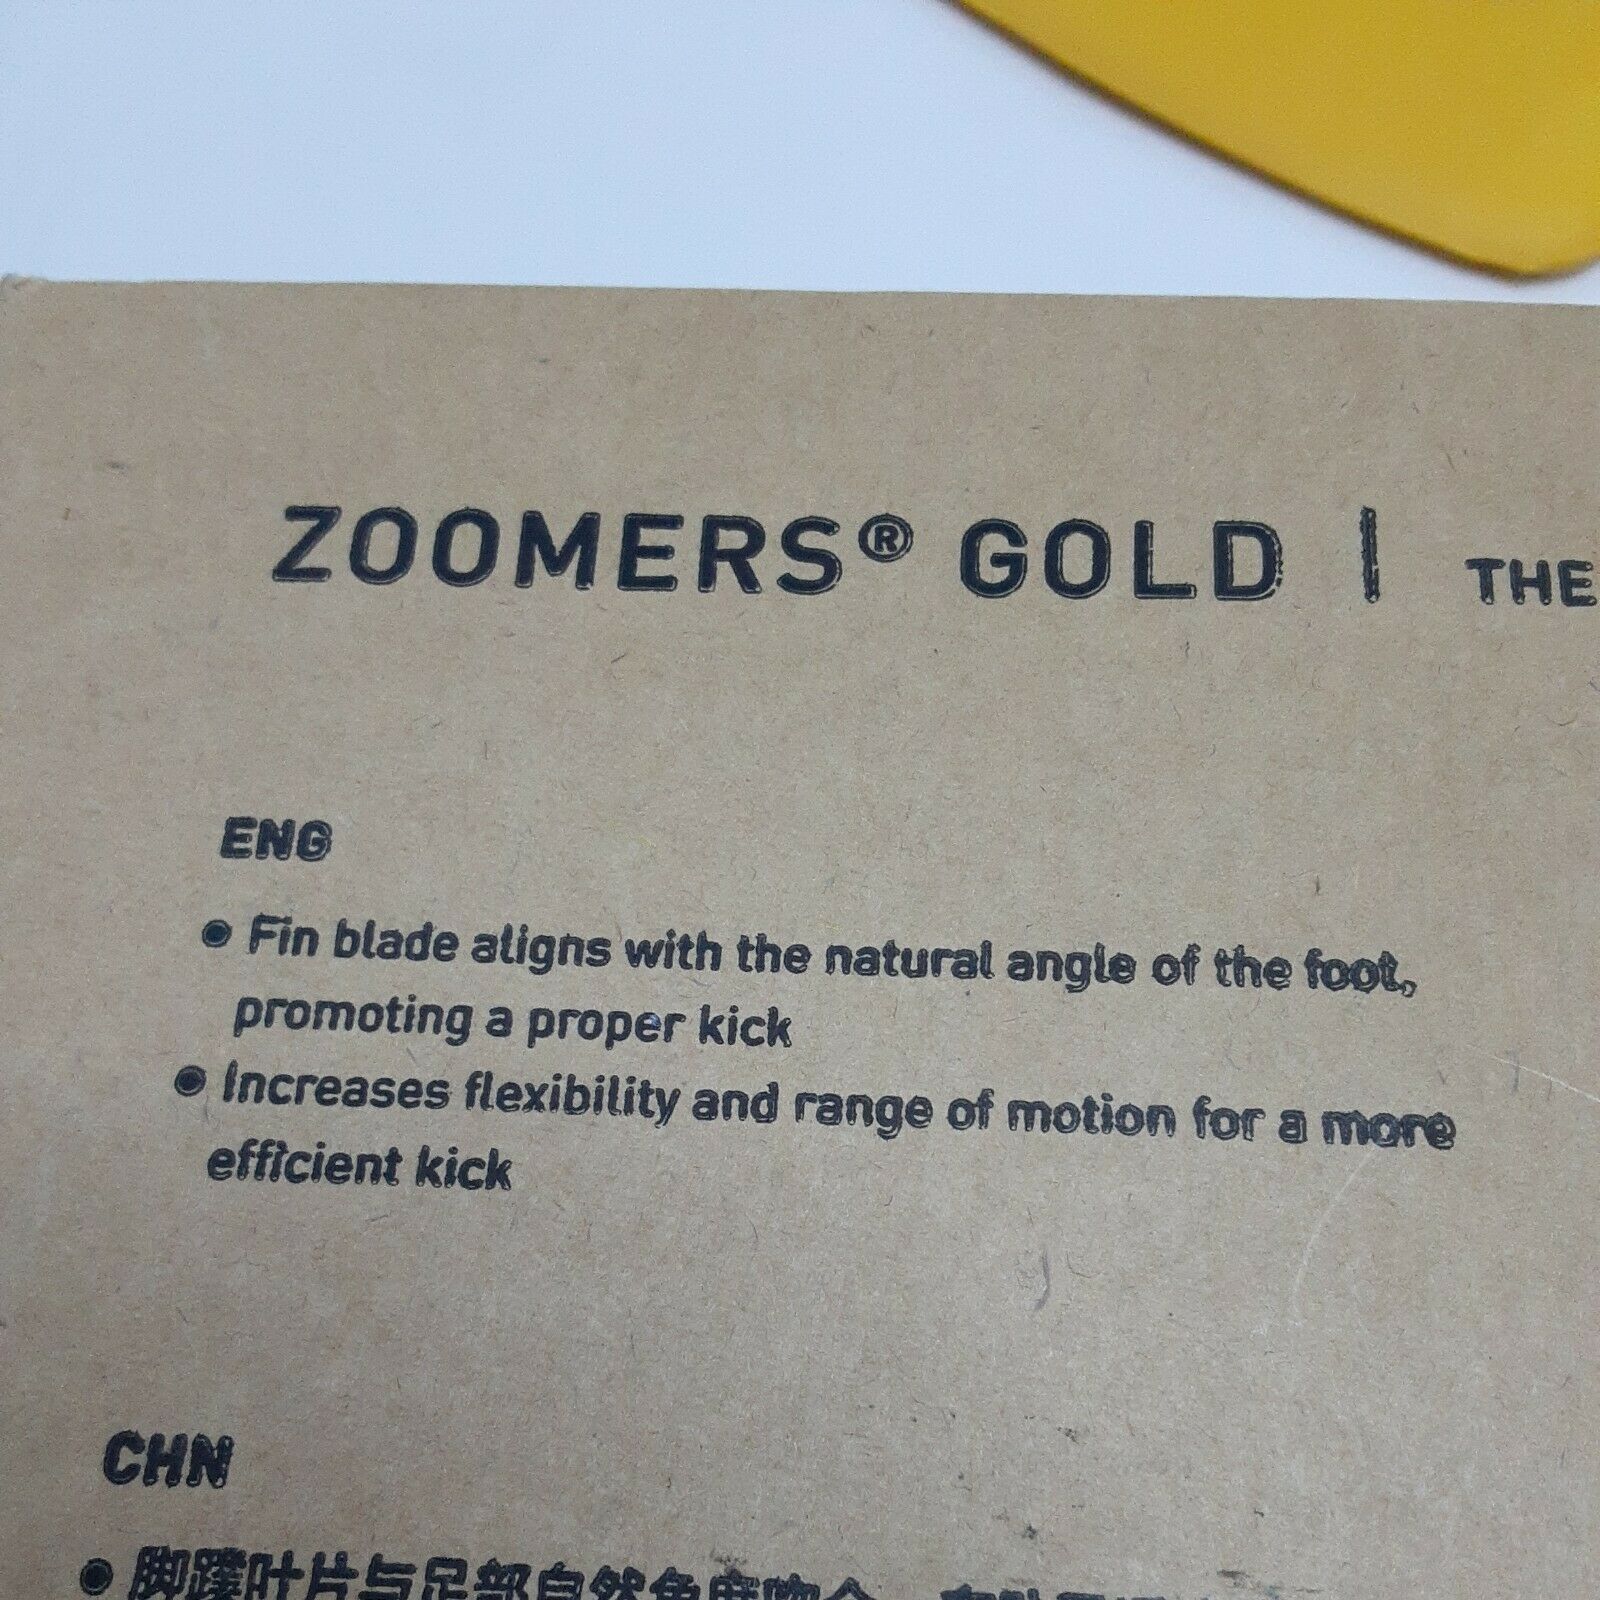 ZOOMERS® GOLD | THE
ENG
● Fin blade aligns with the natural angle of the foot,
promoting a proper kick
● Increases flexibility and range of motion for a more
efficient kick
CHN
● 脚蹼叶片与足部自然角度吻合